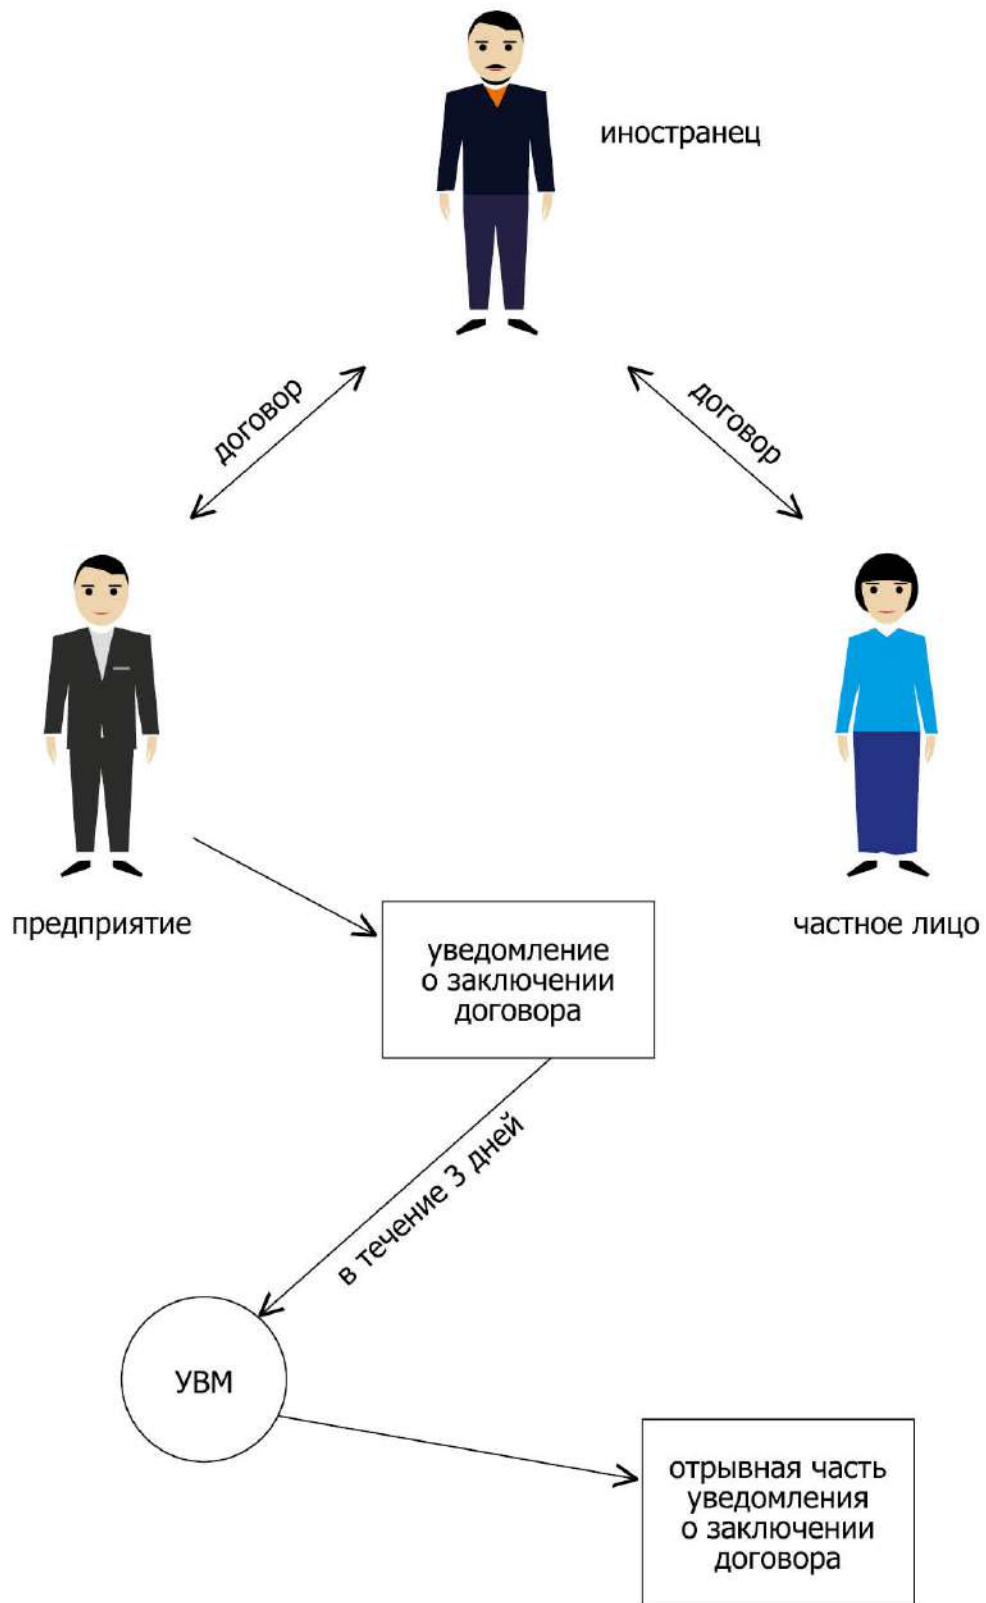 иностранец
договор
договор
предприятие
частное лицо
уведомление
о заключении
договора
в течение 3 дней
УВМ
отрывная часть
уведомления
о заключении
договора